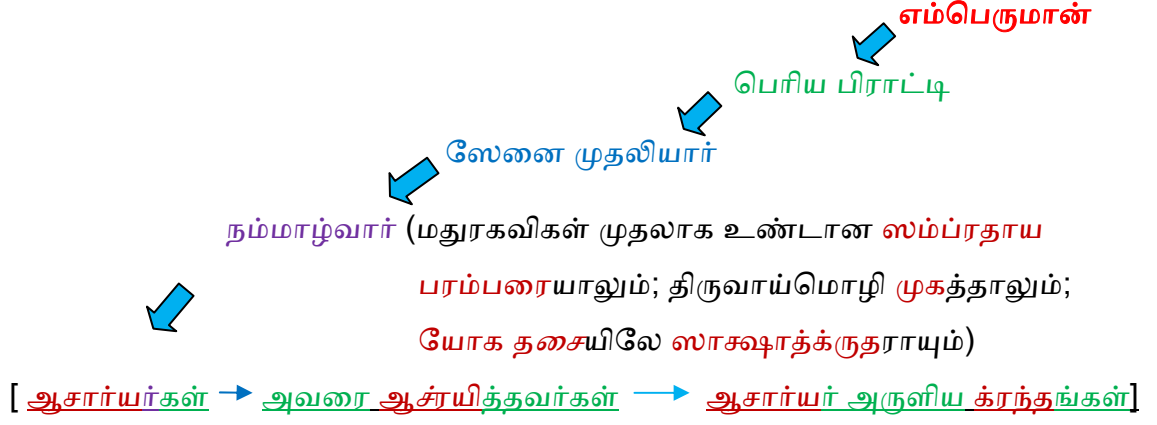 எம்பெருமான்
பெரிய பிராட்டி
ஸேனை முதலியார்
நம்மாழ்வார் (மதுரகவிகள் முதலாக உண்டான ஸம்ப்ரதாய
பரம்பரையாலும்; திருவாய்மொழி முகத்தாலும்;
யோக தசையிலே ஸாக்ஷாத்க்ருதராயும்)
[ ஆசார்யர்கள் அவரை ஆச்ரயித்தவர்கள் ஆசார்யர் அருளிய க்ரந்தங்கள்]